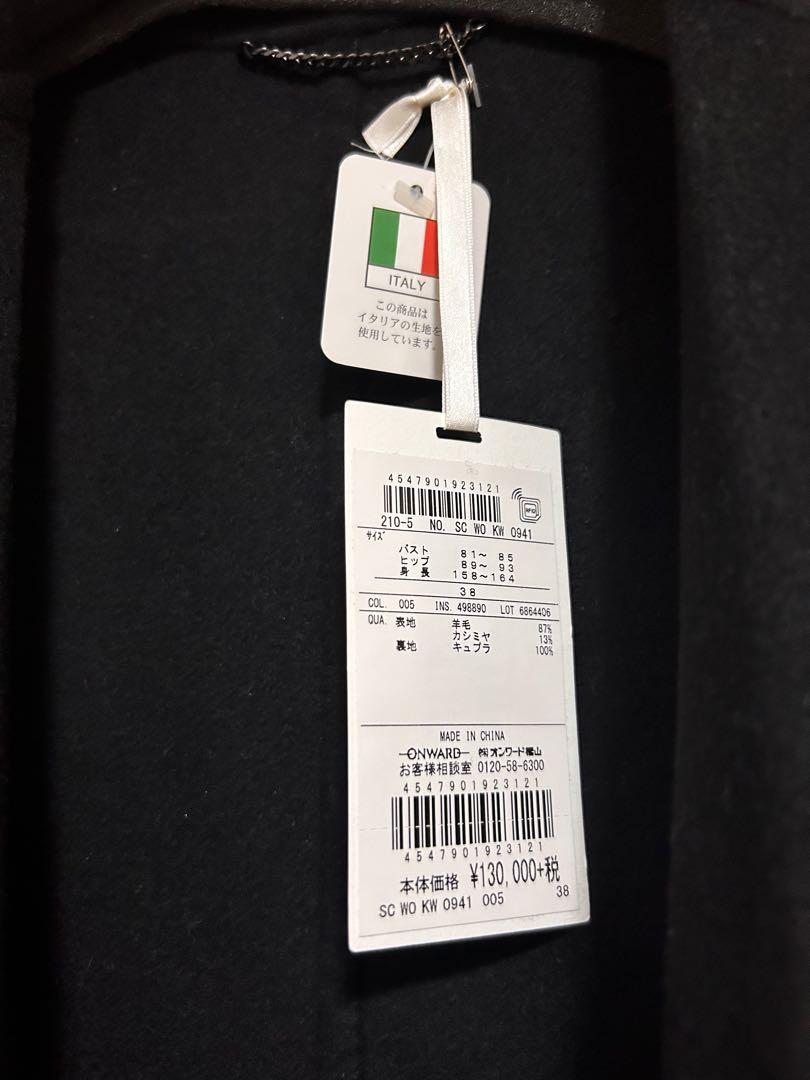 ITALY
この商品は
イタリアの生地を
使用しています。
4547901923121
RFID
210-5 NO. SC WO KW 0941
サイズ
バスト 81～ 85
ヒップ 89～ 93
身長 158～164
38
COL. 005 INS. 498890 LOT 6864406
QUA. 表地 羊毛 87%
カシミヤ 13%
裏地 キュプラ 100%
MADE IN CHINA
ONWARD ㈱オンワード樫山
お客様相談室 0120-58-6300
4547901923121
4547901923121
本体価格 ¥130,000+税
SC WO KW 0941 005 38